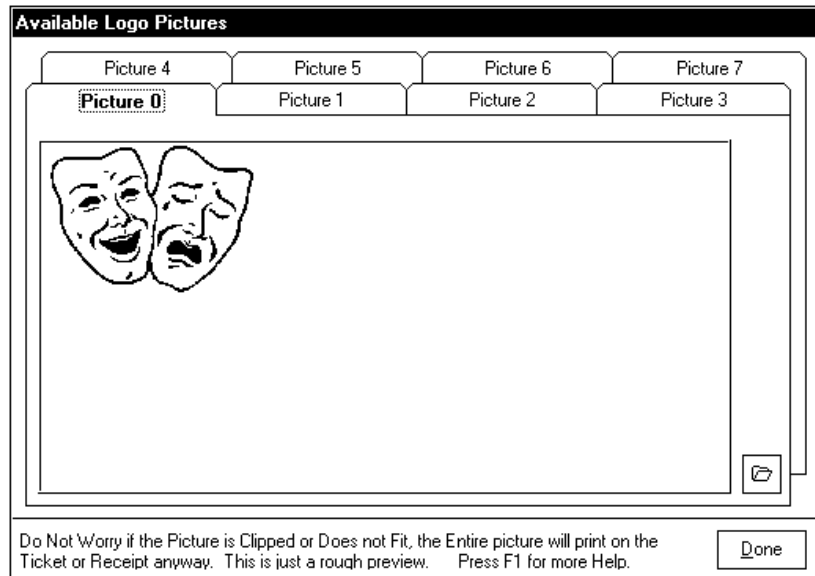 Available Logo Pictures
Picture 4 Picture 5 Picture 6 Picture 7
Picture 0 Picture 1 Picture 2 Picture 3
Do Not Worry if the Picture is Clipped or Does not Fit, the Entire picture will print on the
Ticket or Receipt anyway. This is just a rough preview. Press F1 for more Help.
Done